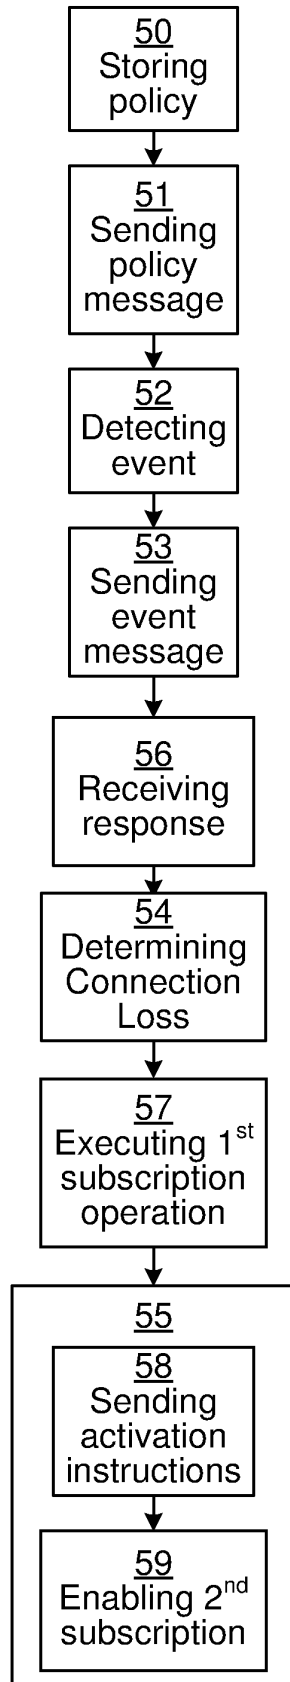 50
Storing
policy
51
Sending
policy
message
52
Detecting
event
53
Sending
event
message
56
Receiving
response
54
Determining
Connection
Loss
57
Executing 1st
subscription
operation
55
58
Sending
activation
instructions
59
Enabling 2nd
subscription